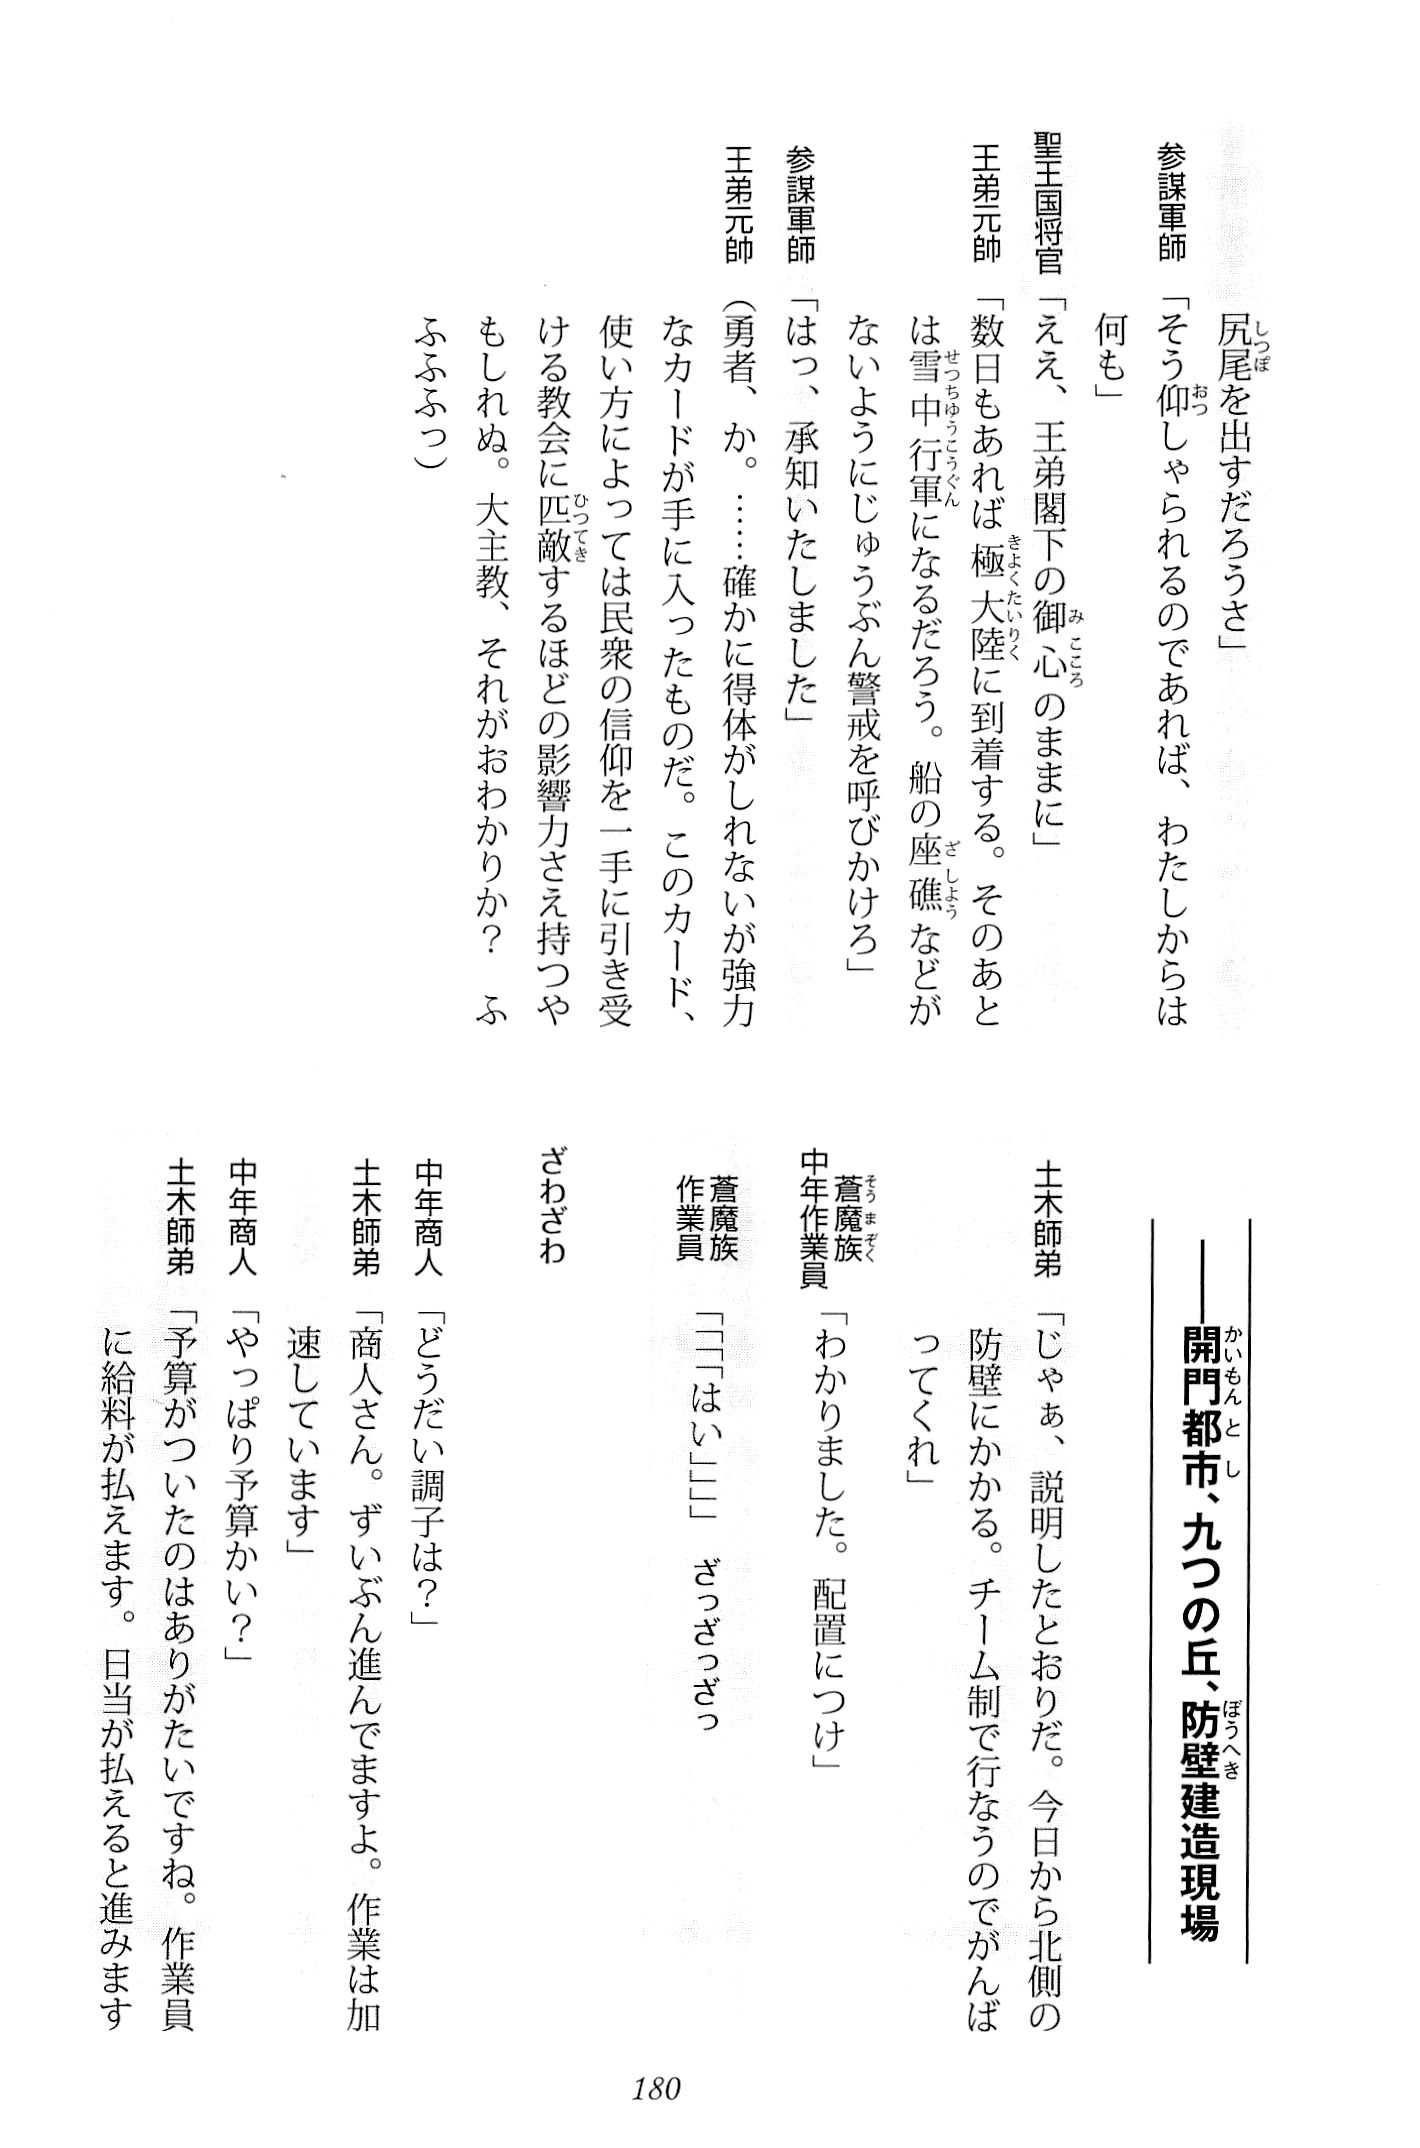 尻尾を出すだろうさ」
参謀軍師「そう仰しゃられるのであれば、わたしからは
何も」
聖王国将官「ええ、王弟閣下の御心のままに」
王弟元帥「数日もあれば極大陸に到着する。そのあと
は雪中行軍になるだろう。船の座礁などが
ないようにじゅうぶん警戒を呼びかけろ」
参謀軍師「はっ、承知いたしました」
王弟元帥（勇者、か。……確かに得体がしれないが強力
なカードが手に入ったものだ。このカード、
使い方によっては民衆の信仰を一手に引き受
ける教会に匹敵するほどの影響力さえ持つや
もしれぬ。大主教、それがおわかりか？　ふ
ふふふっ）
――開門都市、九つの丘、防壁建造現場
土木師弟「じゃぁ、説明したとおりだ。今日から北側の
防壁にかかる。チーム制で行なうのでがんば
ってくれ」
蒼魔族
中年作業員「わかりました。配置につけ」
蒼魔族
作業員「「「「はい」」」」　ざっざっざっ
ざわざわ
中年商人「どうだい調子は？」
土木師弟「商人さん。ずいぶん進んでますよ。作業は加
速しています」
中年商人「やっぱり予算かい？」
土木師弟「予算がついたのはありがたいですね。作業員
に給料が払えます。日当が払えると進みます
180